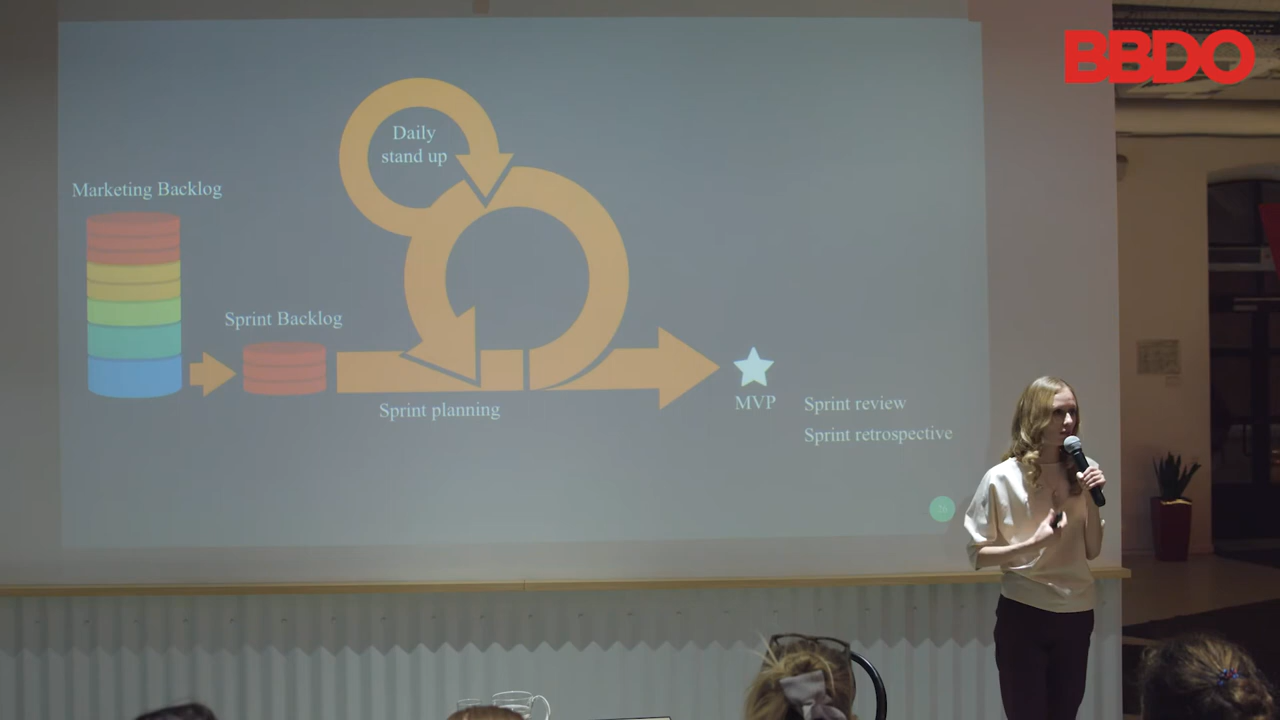 BBDO
Daily
stand up
Marketing Backlog
Sprint Backlog
Sprint planning
MVP
Sprint review
Sprint retrospective